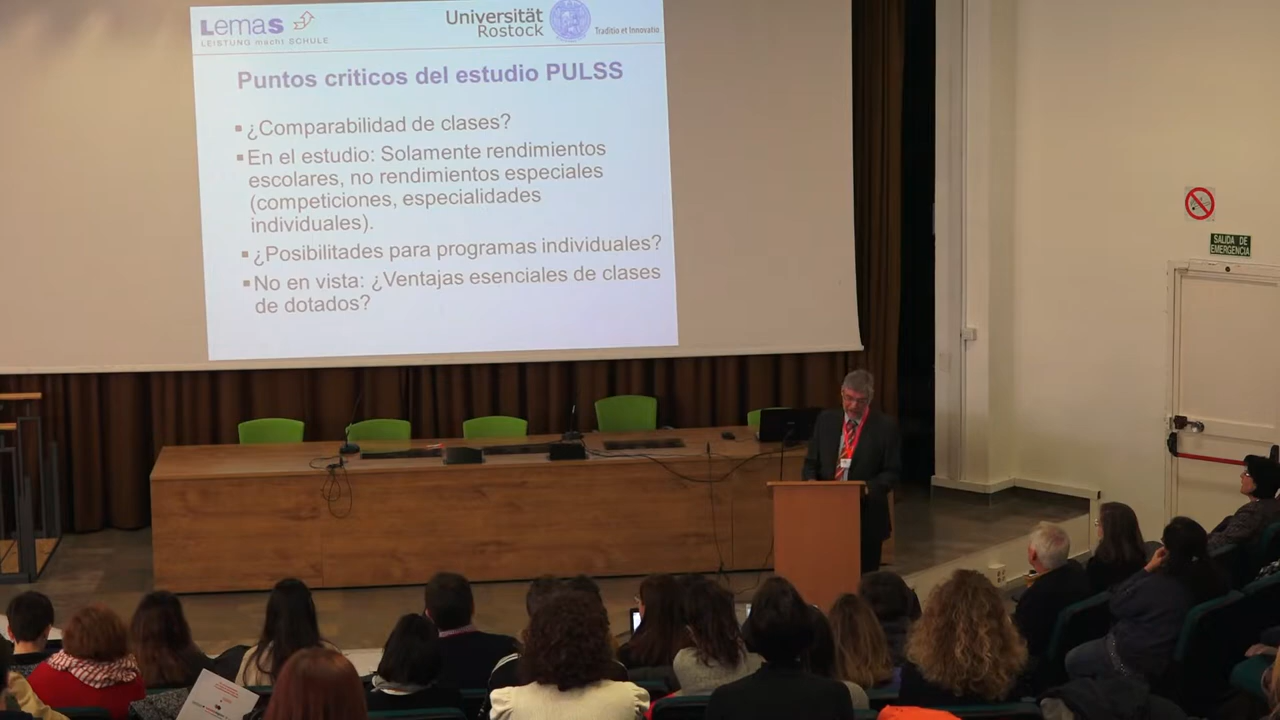 Lemas
LEISTUNG macht SCHULE
Universität
Rostock
Traditio et Innovatio
Puntos criticos del estudio PULSS
¿Comparabilidad de clases?
En el estudio: Solamente rendimientos
escolares, no rendimientos especiales
(competiciones, especialidades
individuales).
¿Posibilitades para programas individuales?
No en vista: ¿Ventajas esenciales de clases
de dotados?
SALIDA DE
EMERGENCIA